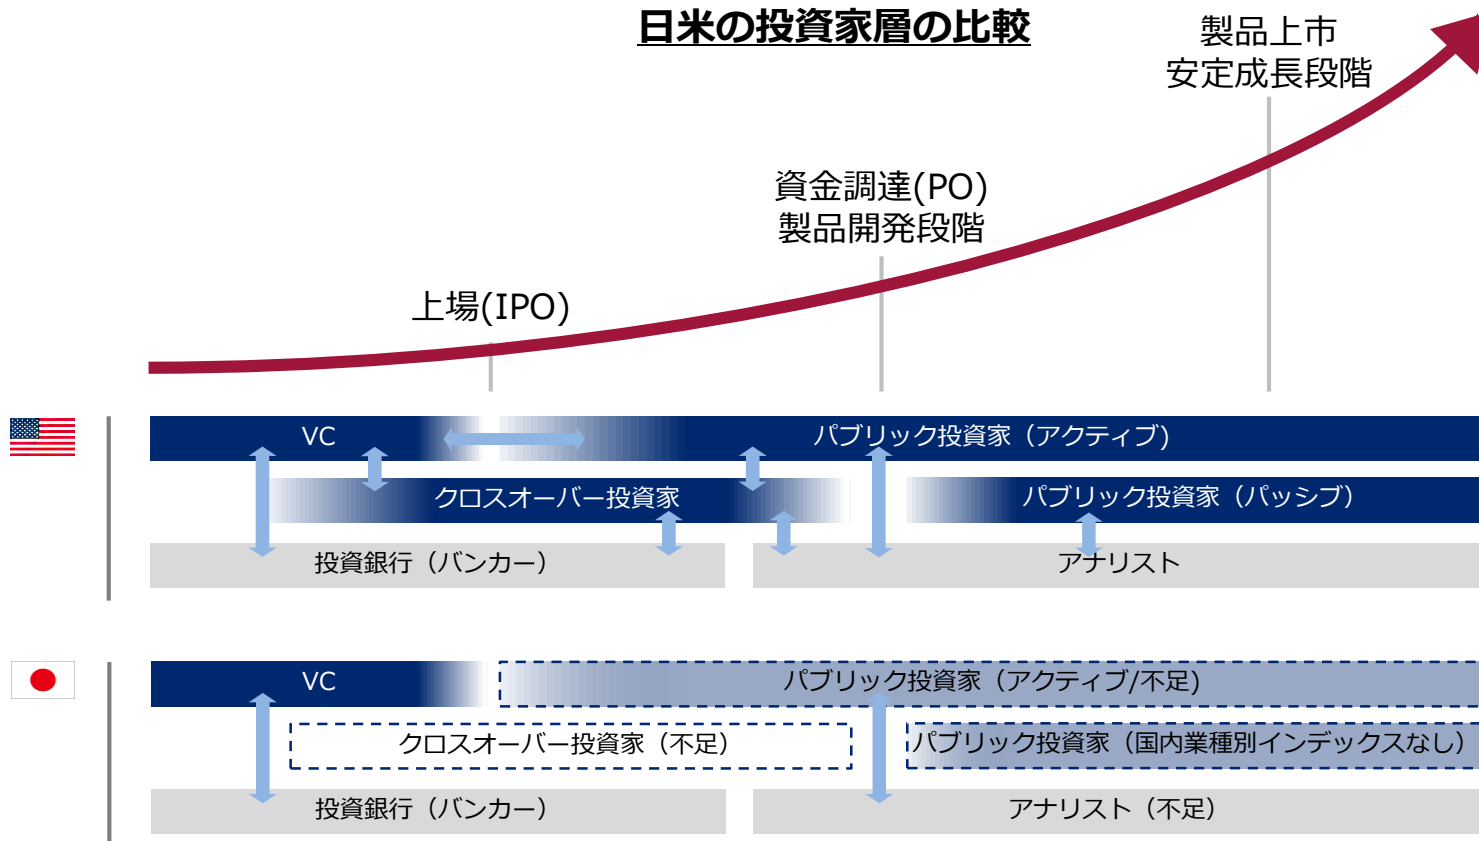 日米の投資家層の比較
製品上市
安定成長段階
資金調達(PO)
製品開発段階
上場(IPO)
VC
パブリック投資家（アクティブ)
クロスオーバー投資家
パブリック投資家（パッシブ）
投資銀行（バンカー）
アナリスト
VC
パブリック投資家（アクティブ/不足)
クロスオーバー投資家（不足）
パブリック投資家（国内業種別インデックスなし）
投資銀行（バンカー）
アナリスト（不足）